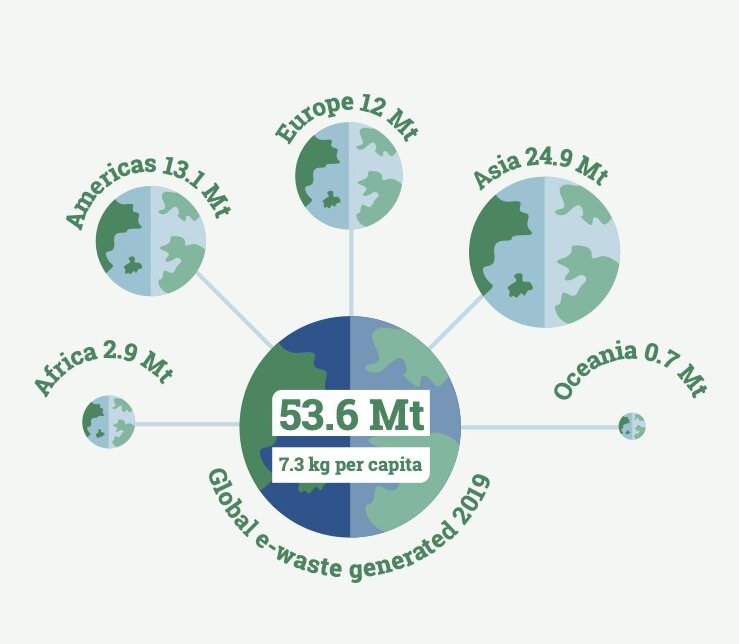 Europe 12 Mt
Americas 13.1 Mt
Asia 24.9 Mt
Africa 2.9 Mt
Oceania 0.7 Mt
53.6 Mt
7.3 kg per capita
Global e-waste generated 2019